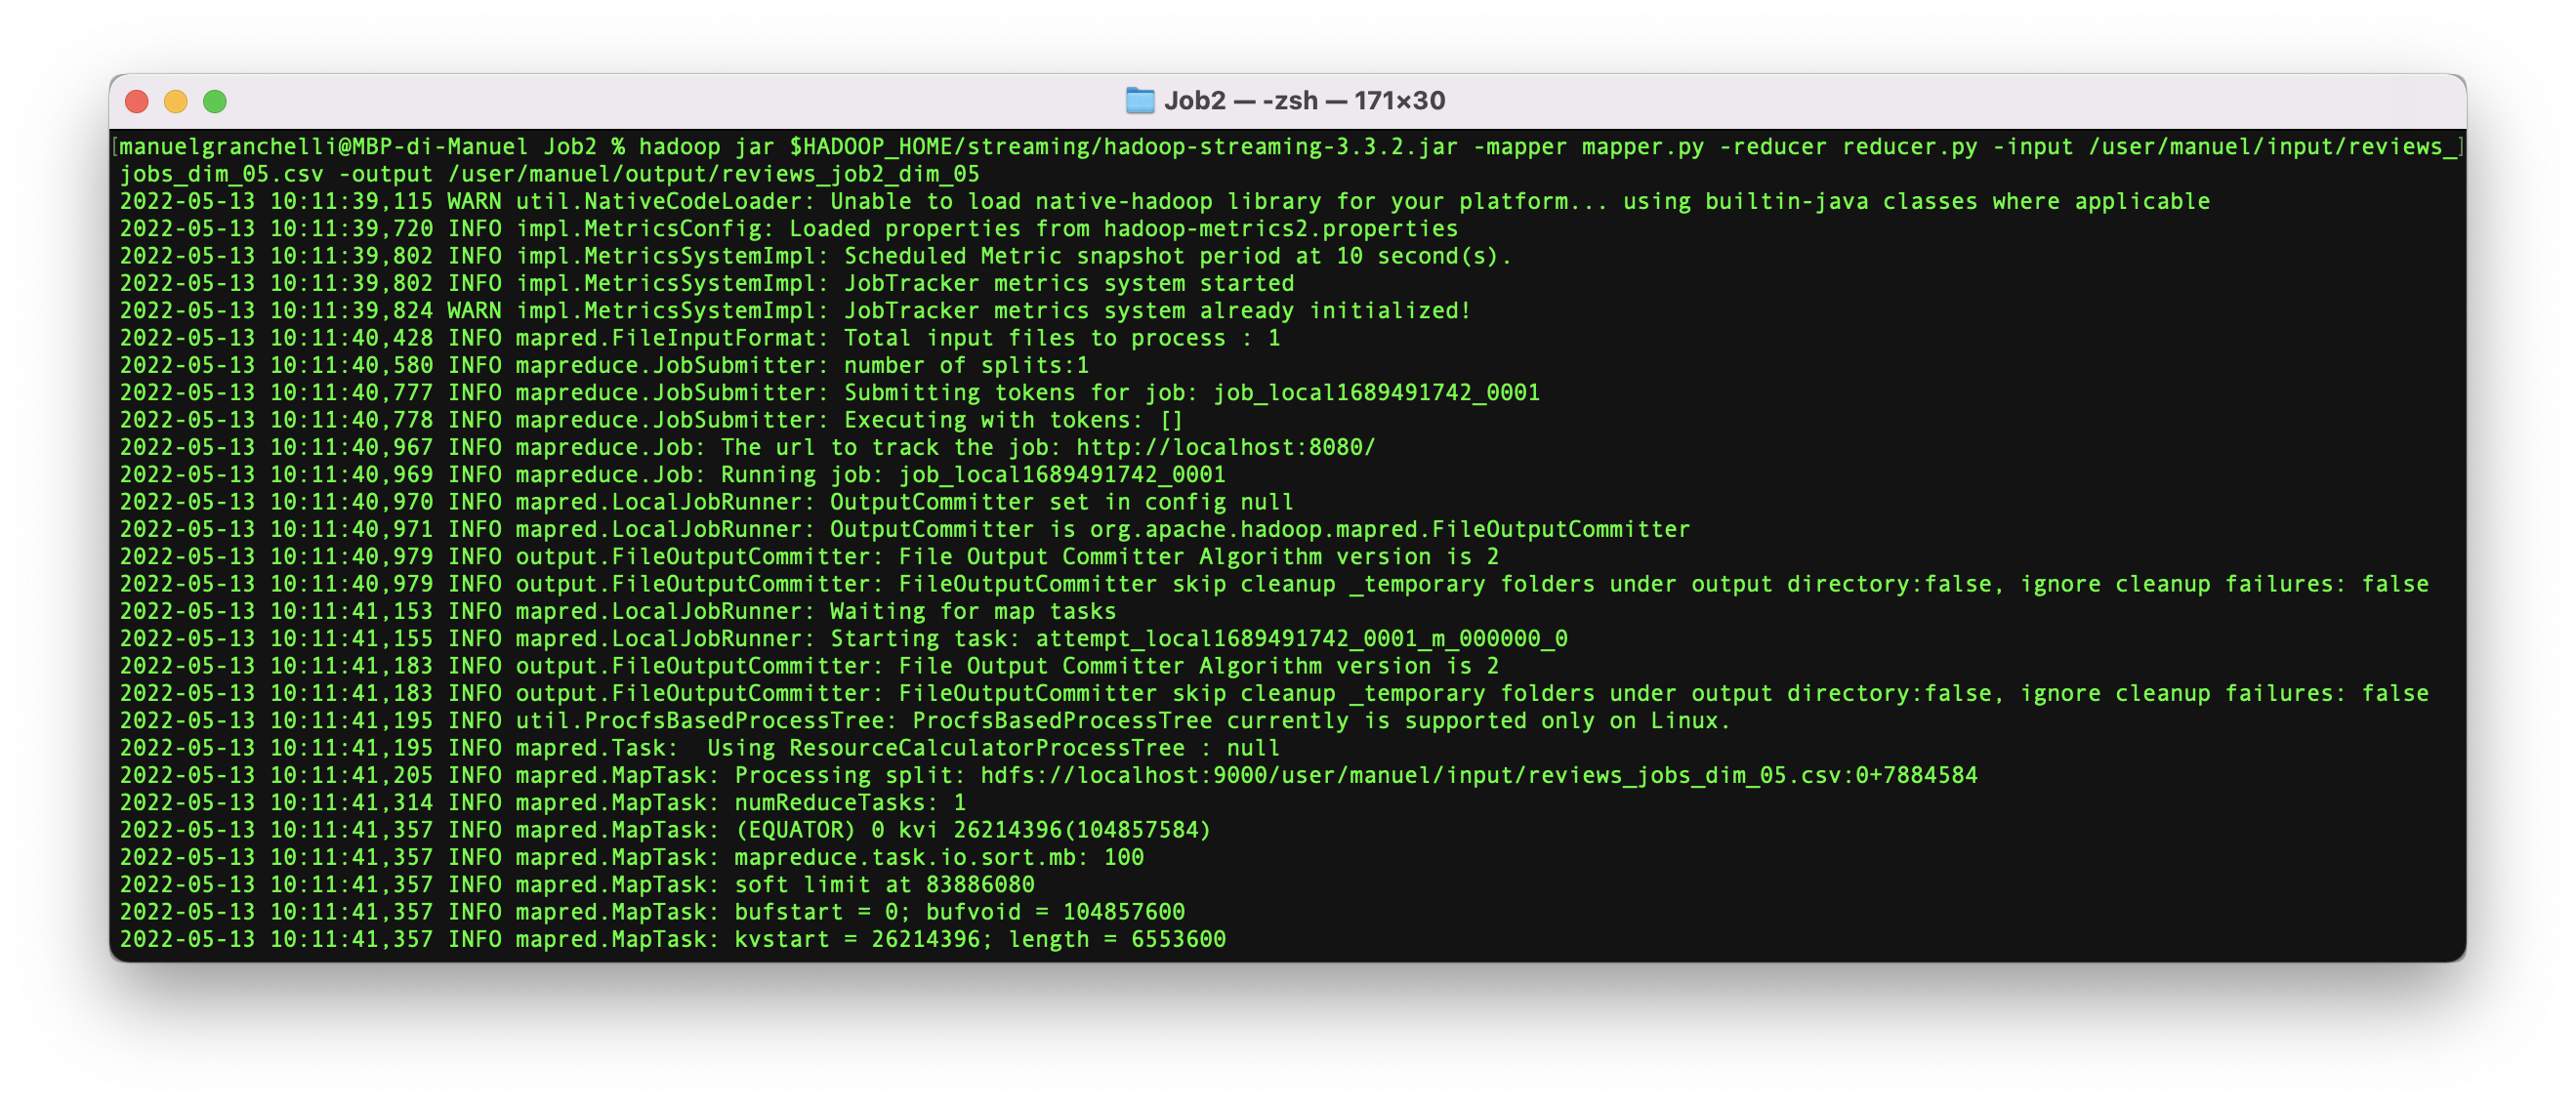 Job2 — -zsh — 171×30
[manuelgranchelli@MBP-di-Manuel Job2 % hadoop jar $HADOOP_HOME/streaming/hadoop-streaming-3.3.2.jar -mapper mapper.py -reducer reducer.py -input /user/manuel/input/reviews_]
jobs_dim_05.csv -output /user/manuel/output/reviews_job2_dim_05
2022-05-13 10:11:39,115 WARN util.NativeCodeLoader: Unable to load native-hadoop library for your platform... using builtin-java classes where applicable
2022-05-13 10:11:39,720 INFO impl.MetricsConfig: Loaded properties from hadoop-metrics2.properties
2022-05-13 10:11:39,802 INFO impl.MetricsSystemImpl: Scheduled Metric snapshot period at 10 second(s).
2022-05-13 10:11:39,802 INFO impl.MetricsSystemImpl: JobTracker metrics system started
2022-05-13 10:11:39,824 WARN impl.MetricsSystemImpl: JobTracker metrics system already initialized!
2022-05-13 10:11:40,428 INFO mapred.FileInputFormat: Total input files to process : 1
2022-05-13 10:11:40,580 INFO mapreduce.JobSubmitter: number of splits:1
2022-05-13 10:11:40,777 INFO mapreduce.JobSubmitter: Submitting tokens for job: job_local1689491742_0001
2022-05-13 10:11:40,778 INFO mapreduce.JobSubmitter: Executing with tokens: []
2022-05-13 10:11:40,967 INFO mapreduce.Job: The url to track the job: http://localhost:8080/
2022-05-13 10:11:40,969 INFO mapreduce.Job: Running job: job_local1689491742_0001
2022-05-13 10:11:40,970 INFO mapred.LocalJobRunner: OutputCommitter set in config null
2022-05-13 10:11:40,971 INFO mapred.LocalJobRunner: OutputCommitter is org.apache.hadoop.mapred.FileOutputCommitter
2022-05-13 10:11:40,979 INFO output.FileOutputCommitter: File Output Committer Algorithm version is 2
2022-05-13 10:11:40,979 INFO output.FileOutputCommitter: FileOutputCommitter skip cleanup _temporary folders under output directory:false, ignore cleanup failures: false
2022-05-13 10:11:41,153 INFO mapred.LocalJobRunner: Waiting for map tasks
2022-05-13 10:11:41,155 INFO mapred.LocalJobRunner: Starting task: attempt_local1689491742_0001_m_000000_0
2022-05-13 10:11:41,183 INFO output.FileOutputCommitter: File Output Committer Algorithm version is 2
2022-05-13 10:11:41,183 INFO output.FileOutputCommitter: FileOutputCommitter skip cleanup _temporary folders under output directory:false, ignore cleanup failures: false
2022-05-13 10:11:41,195 INFO util.ProcfsBasedProcessTree: ProcfsBasedProcessTree currently is supported only on Linux.
2022-05-13 10:11:41,195 INFO mapred.Task:  Using ResourceCalculatorProcessTree : null
2022-05-13 10:11:41,205 INFO mapred.MapTask: Processing split: hdfs://localhost:9000/user/manuel/input/reviews_jobs_dim_05.csv:0+7884584
2022-05-13 10:11:41,314 INFO mapred.MapTask: numReduceTasks: 1
2022-05-13 10:11:41,357 INFO mapred.MapTask: (EQUATOR) 0 kvi 26214396(104857584)
2022-05-13 10:11:41,357 INFO mapred.MapTask: mapreduce.task.io.sort.mb: 100
2022-05-13 10:11:41,357 INFO mapred.MapTask: soft limit at 83886080
2022-05-13 10:11:41,357 INFO mapred.MapTask: bufstart = 0; bufvoid = 104857600
2022-05-13 10:11:41,357 INFO mapred.MapTask: kvstart = 26214396; length = 6553600